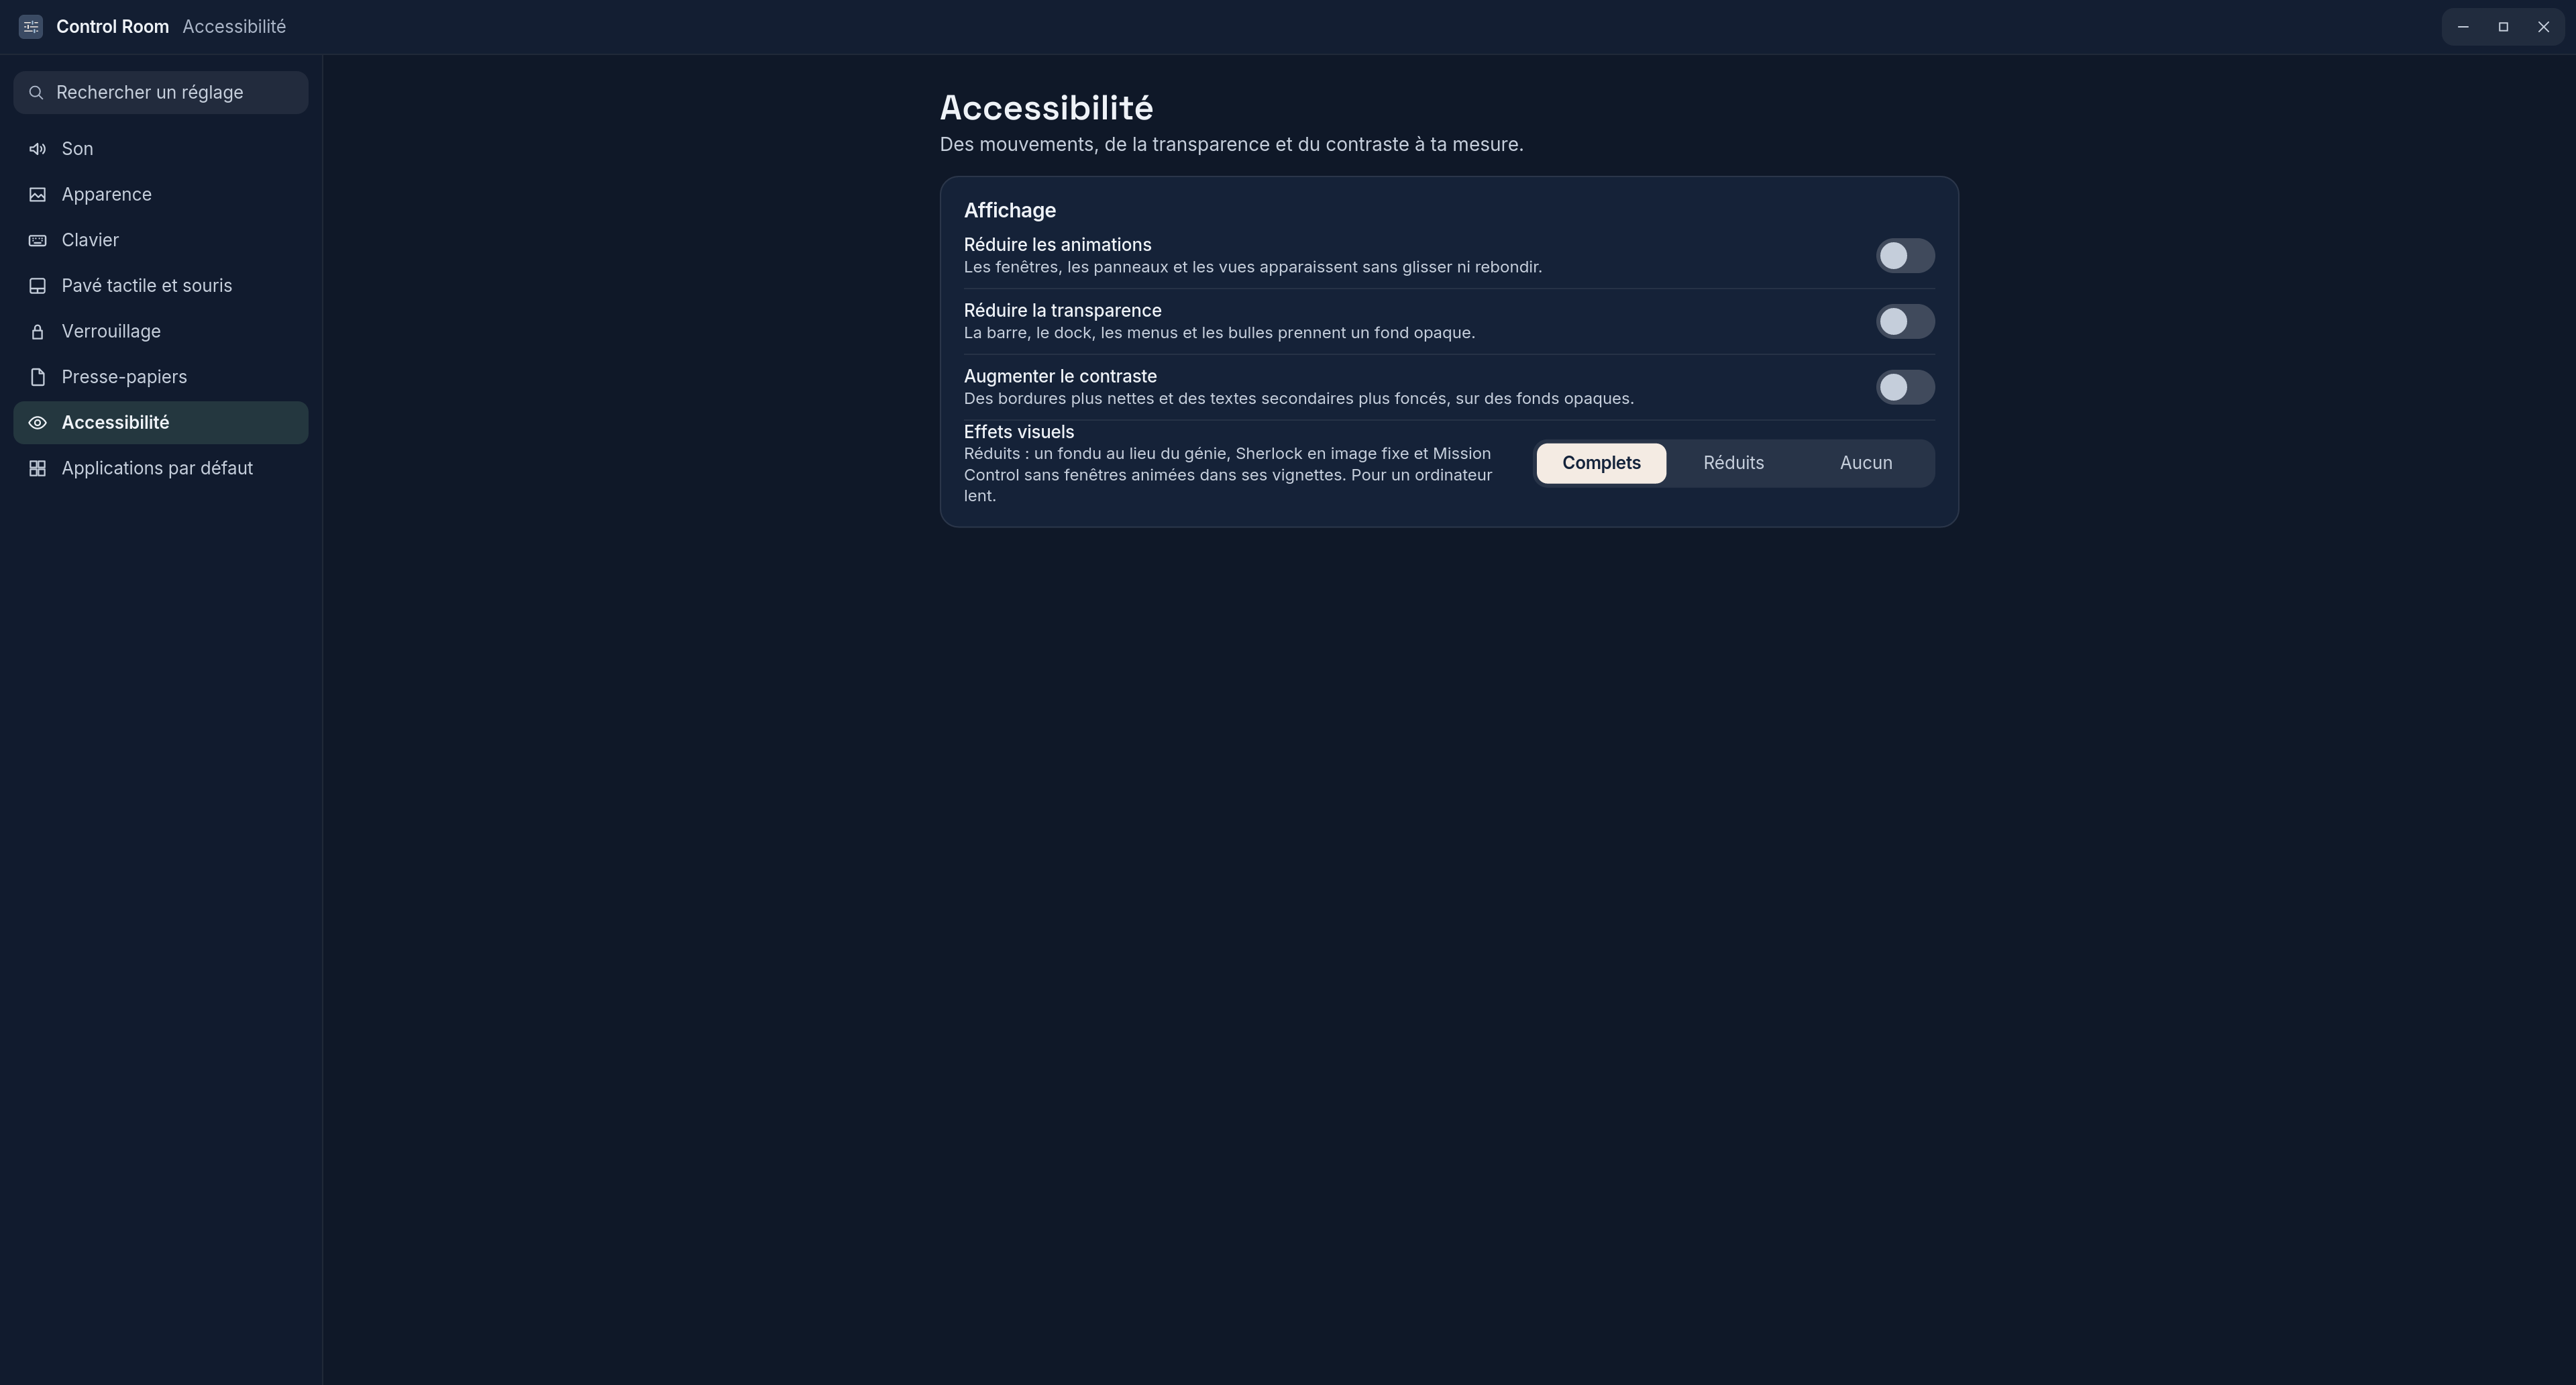 Control Room Accessibilité
Rechercher un réglage
Son
Apparence
Clavier
Pavé tactile et souris
Verrouillage
Presse-papiers
Accessibilité
Applications par défaut
Accessibilité
Des mouvements, de la transparence et du contraste à ta mesure.
Affichage
Réduire les animations
Les fenêtres, les panneaux et les vues apparaissent sans glisser ni rebondir.
Réduire la transparence
La barre, le dock, les menus et les bulles prennent un fond opaque.
Augmenter le contraste
Des bordures plus nettes et des textes secondaires plus foncés, sur des fonds opaques.
Effets visuels
Réduits : un fondu au lieu du génie, Sherlock en image fixe et Mission
Control sans fenêtres animées dans ses vignettes. Pour un ordinateur
lent.
Complets Réduits Aucun